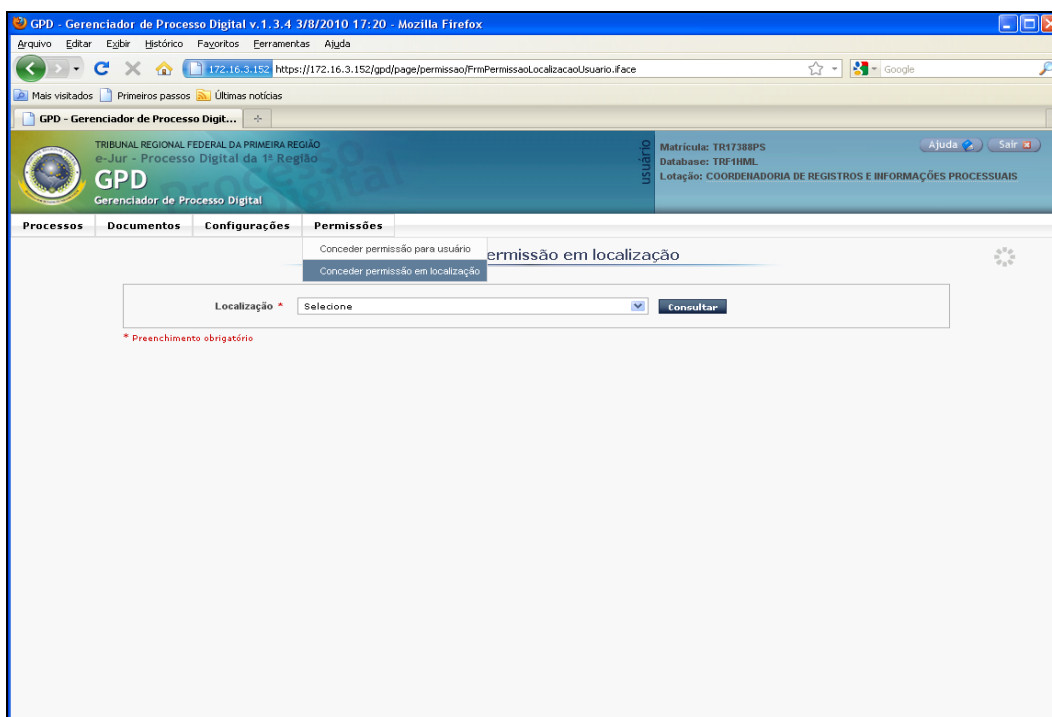 GPD - Gerenciador de Processo Digital v.1.3.4 3/8/2010 17:20 - Mozilla Firefox
Arquivo Editar Exibir Histórico Favoritos Ferramentas Ajuda
172.16.3.152 https://172.16.3.152/gpd/page/permissao/FrmPermissaoLocalizacaoUsuario.iface
Google
Mais visitados Primeiros passos Últimas notícias
GPD - Gerenciador de Processo Digit...
TRIBUNAL REGIONAL FEDERAL DA PRIMEIRA REGIÃO
e-Jur - Processo Digital da 1ª Região
GPD
Gerenciador de Processo Digital
Processo
Digital
usuário
Matrícula: TR17388PS
Database: TRF1HML
Lotação: COORDENADORIA DE REGISTROS E INFORMAÇÕES PROCESSUAIS
Ajuda Sair
Processos Documentos Configurações Permissões
Conceder permissão para usuário
Conceder permissão em localização
ermissão em localização
Localização * Selecione Consultar
* Preenchimento obrigatório